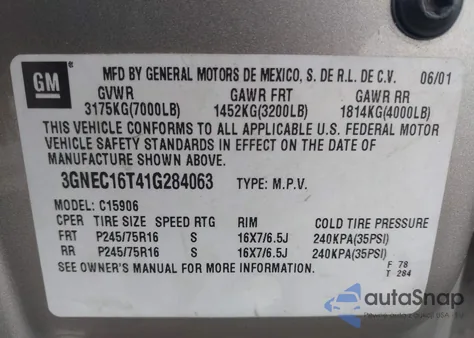 GM
MFD BY GENERAL MOTORS DE MEXICO, S. DE R.L. DE C.V. 06/01
GVWR GAWR FRT GAWR RR
3175KG(7000LB) 1452KG(3200LB) 1814KG(4000LB)
THIS VEHICLE CONFORMS TO ALL APPLICABLE U.S. FEDERAL MOTOR
VEHICLE SAFETY STANDARDS IN EFFECT ON THE DATE OF
MANUFACTURE SHOWN ABOVE.
3GNEC16T41G284063 TYPE: M.P.V.
MODEL: C15906
CPER TIRE SIZE SPEED RTG RIM COLD TIRE PRESSURE
FRT P245/75R16 S 16X7/6.5J 240KPA(35PSI)
RR P245/75R16 S 16X7/6.5J 240KPA(35PSI)
SEE OWNER'S MANUAL FOR MORE INFORMATION.
F 78
T 284
autoSnap